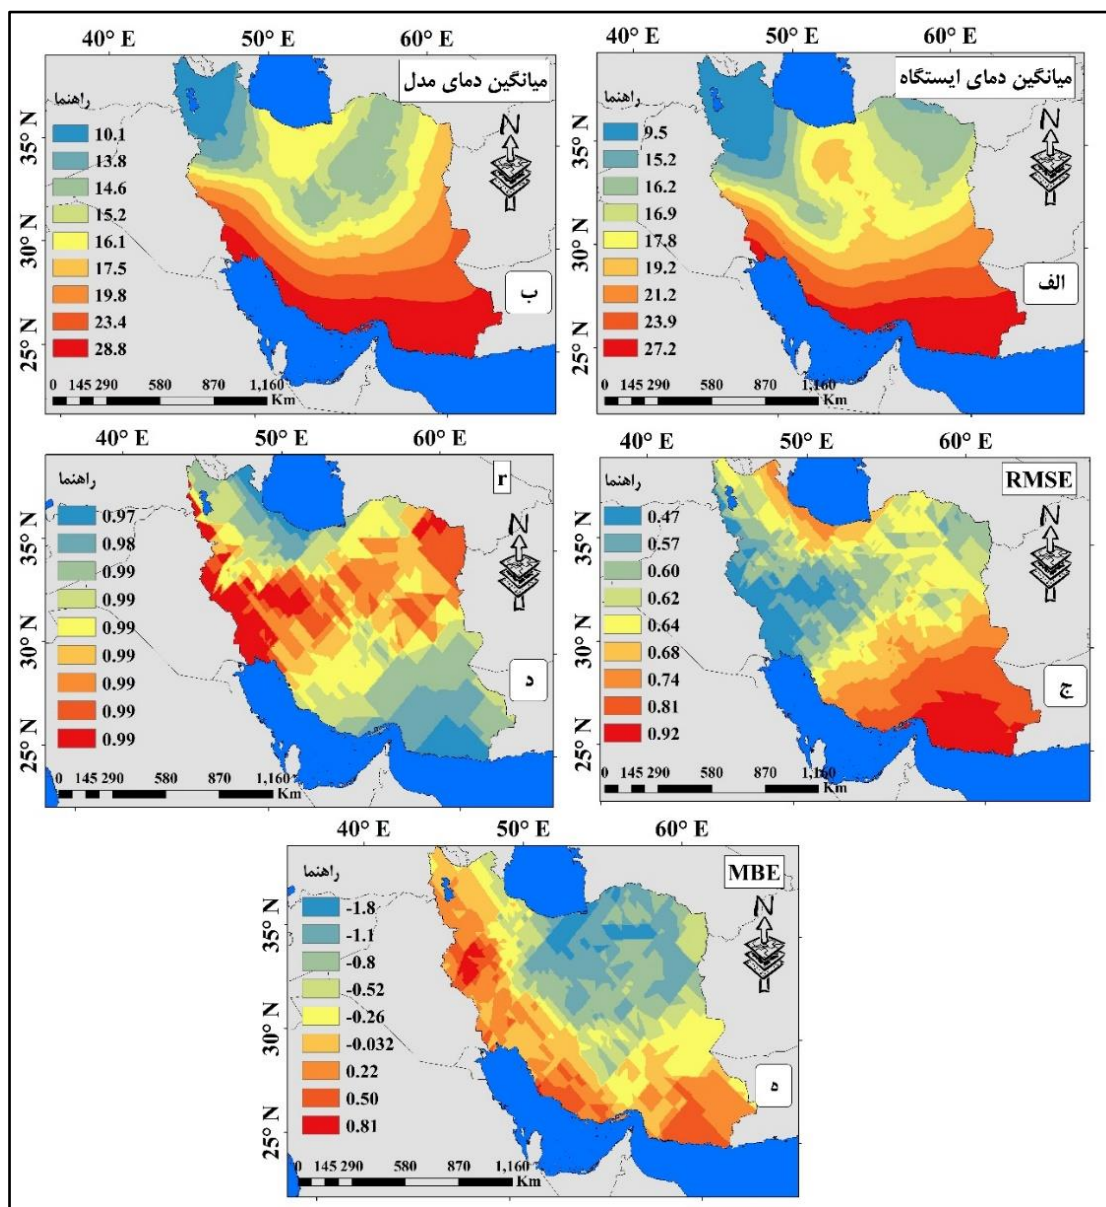 40° E 50° E 60° E
میانگین دمای ایستگاه
راهنما
9.5
15.2
16.2
16.9
17.8
19.2
21.2
23.9
27.2
35° N
30° N
25° N
N
الف
0 145 290 580 870 1,160
Km
40° E 50° E 60° E
میانگین دمای مدل
راهنما
10.1
13.8
14.6
15.2
16.1
17.5
19.8
23.4
28.8
35° N
30° N
25° N
N
ب
0 145 290 580 870 1,160
Km
40° E 50° E 60° E
RMSE
راهنما
0.47
0.57
0.60
0.62
0.64
0.68
0.74
0.81
0.92
35° N
30° N
25° N
N
ج
0 145 290 580 870 1,160
Km
40° E 50° E 60° E
r
راهنما
0.97
0.98
0.99
0.99
0.99
0.99
0.99
0.99
0.99
35° N
30° N
25° N
N
د
0 145 290 580 870 1,160
Km
40° E 50° E 60° E
MBE
راهنما
-1.8
-1.1
-0.8
-0.52
-0.26
-0.032
0.22
0.50
0.81
35° N
30° N
25° N
N
ه
0 145 290 580 870 1,160
Km